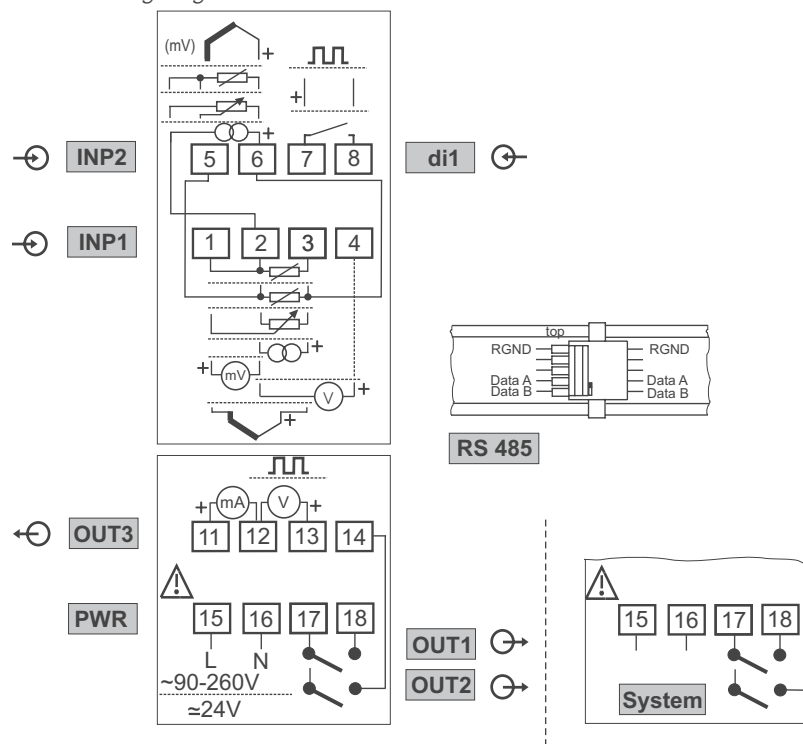 (mV)
+
+
+
INP2
5 6 7 8
di1
INP1
1 2 3 4
+
+
mV
+
V
+
top
RGND
RGND
Data A
Data A
Data B
Data B
RS 485
+ mA V +
OUT3
11 12 13 14
PWR
15 16 17 18
L N
~90-260V
≂24V
OUT1
OUT2
15 16 17 18
System